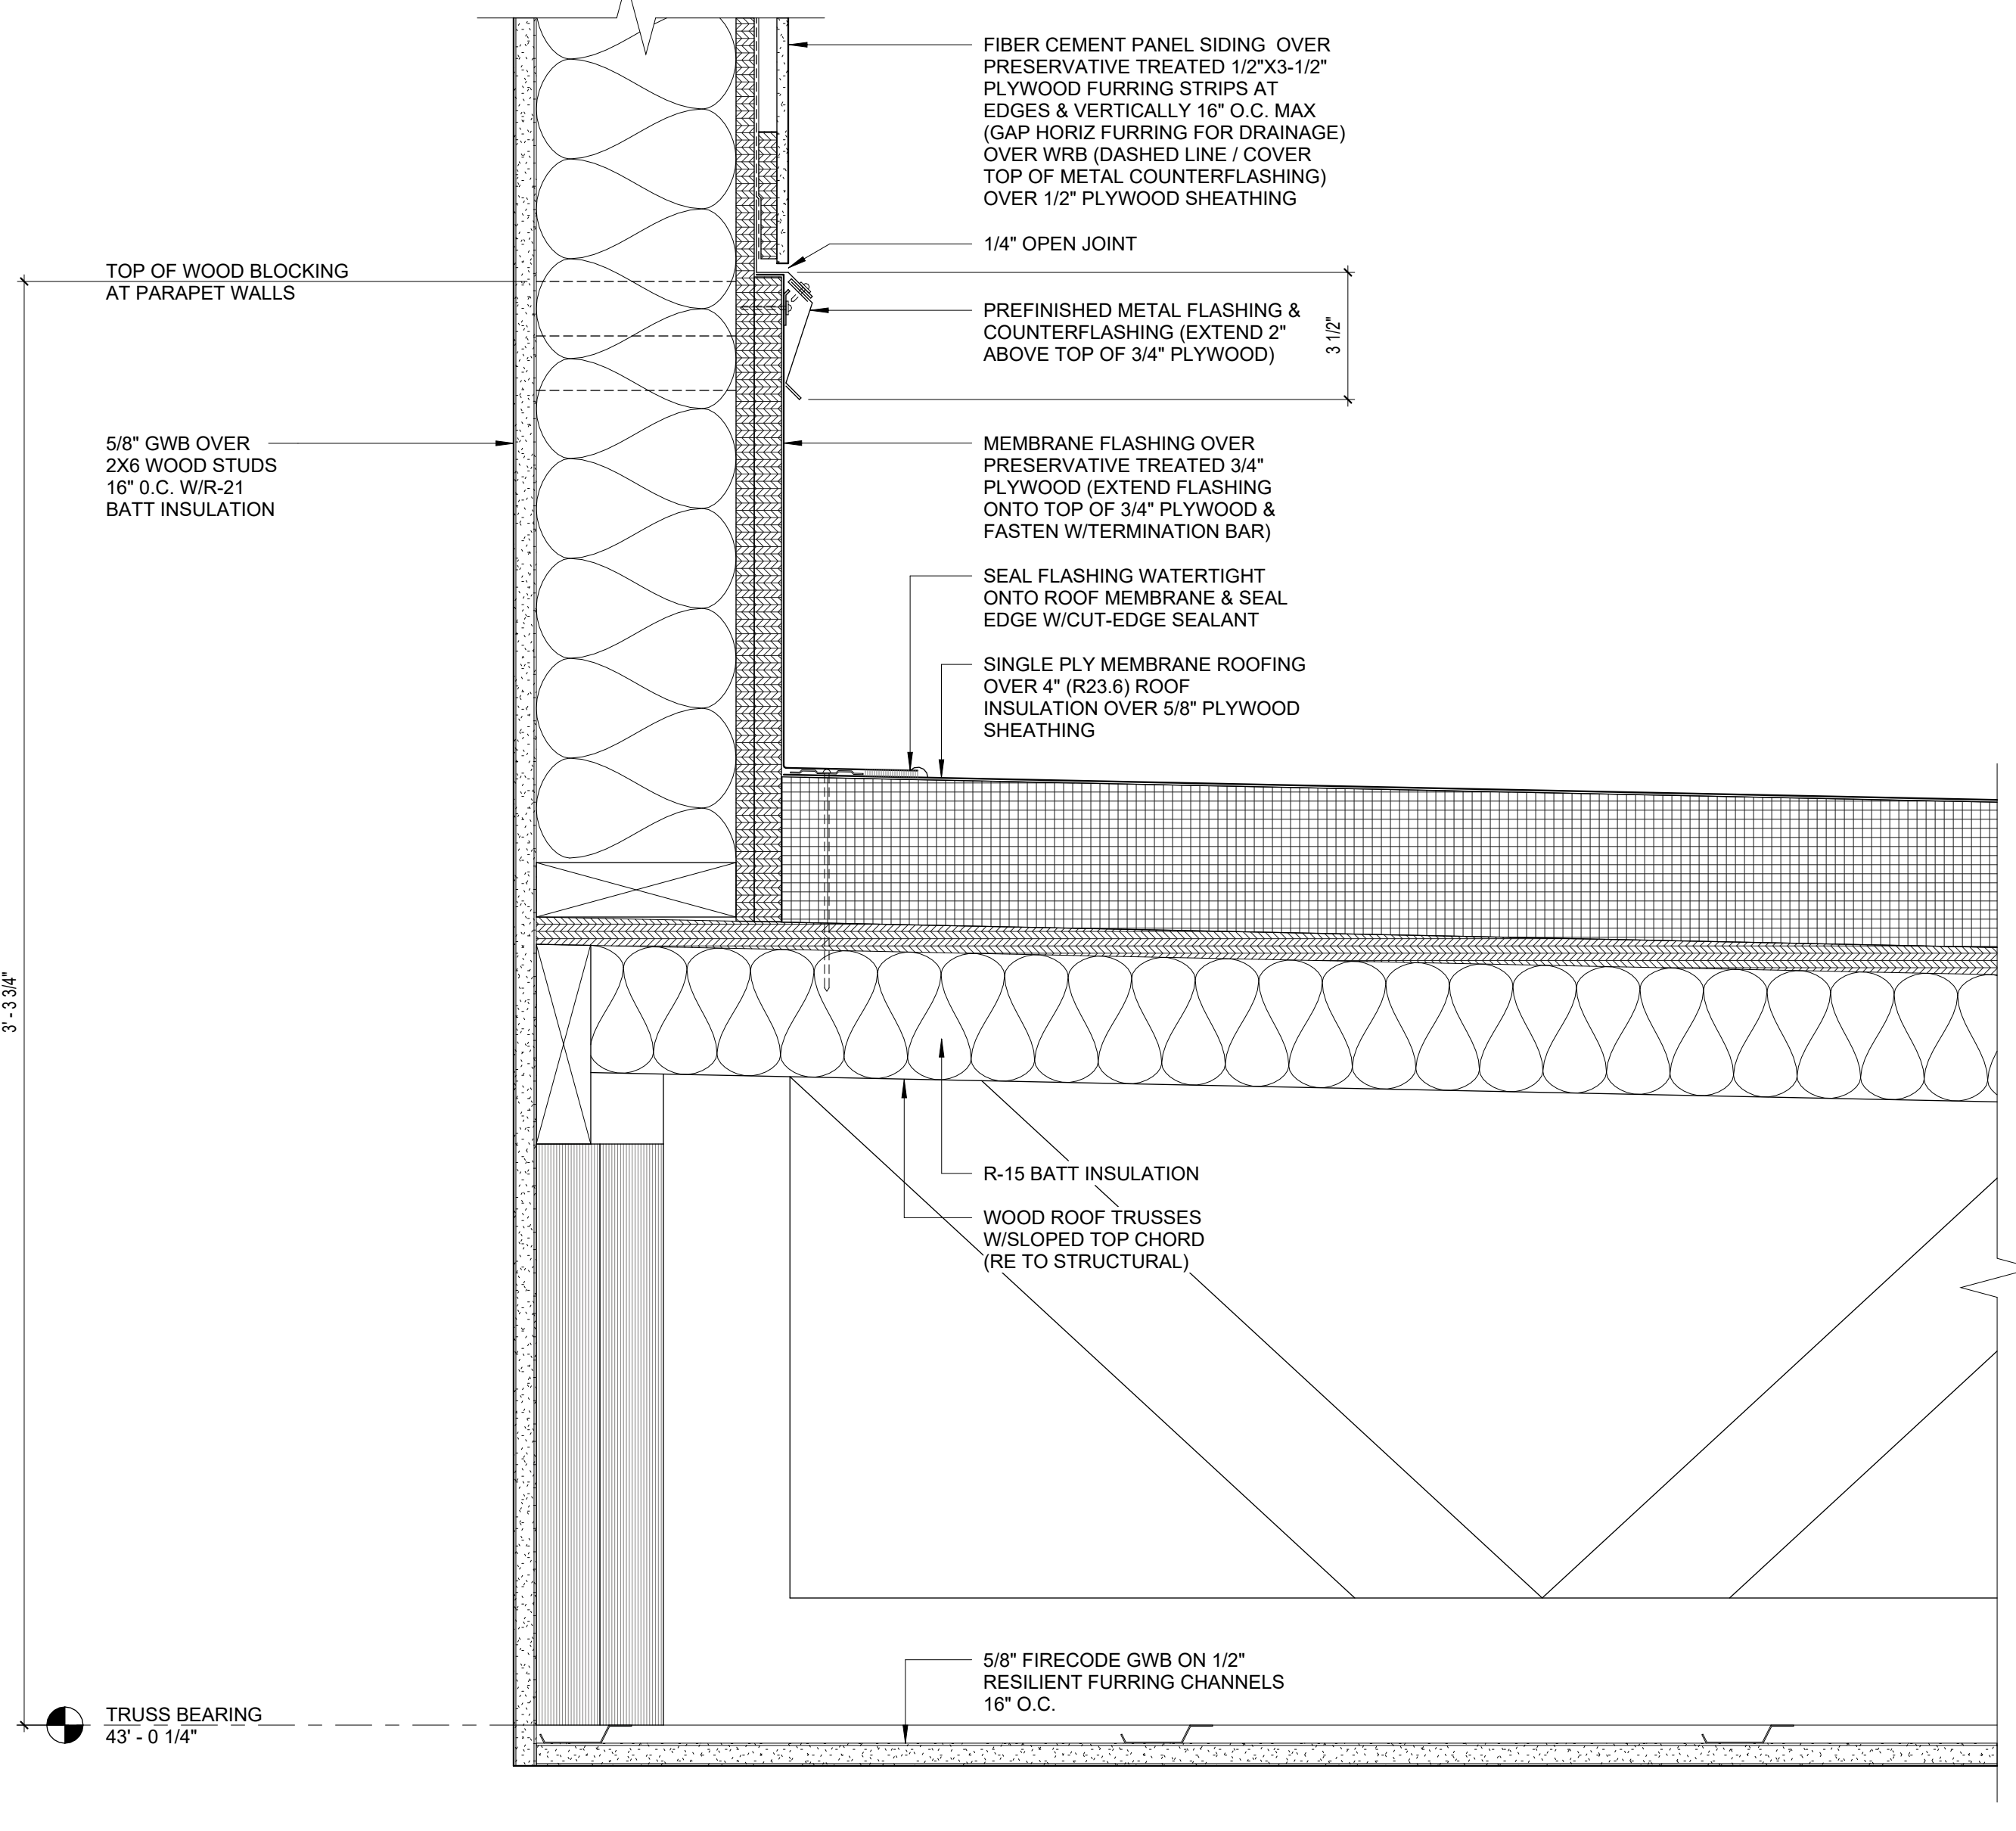 FIBER CEMENT PANEL SIDING OVER
PRESERVATIVE TREATED 1/2"X3-1/2"
PLYWOOD FURRING STRIPS AT
EDGES & VERTICALLY 16" O.C. MAX
(GAP HORIZ FURRING FOR DRAINAGE)
OVER WRB (DASHED LINE / COVER
TOP OF METAL COUNTERFLASHING)
OVER 1/2" PLYWOOD SHEATHING
1/4" OPEN JOINT
TOP OF WOOD BLOCKING
AT PARAPET WALLS
PREFINISHED METAL FLASHING &
COUNTERFLASHING (EXTEND 2"
ABOVE TOP OF 3/4" PLYWOOD)
3 1/2"
5/8" GWB OVER
2X6 WOOD STUDS
16" 0.C. W/R-21
BATT INSULATION
MEMBRANE FLASHING OVER
PRESERVATIVE TREATED 3/4"
PLYWOOD (EXTEND FLASHING
ONTO TOP OF 3/4" PLYWOOD &
FASTEN W/TERMINATION BAR)
SEAL FLASHING WATERTIGHT
ONTO ROOF MEMBRANE & SEAL
EDGE W/CUT-EDGE SEALANT
SINGLE PLY MEMBRANE ROOFING
OVER 4" (R23.6) ROOF
INSULATION OVER 5/8" PLYWOOD
SHEATHING
3' - 3 3/4"
R-15 BATT INSULATION
WOOD ROOF TRUSSES
W/SLOPED TOP CHORD
(RE TO STRUCTURAL)
5/8" FIRECODE GWB ON 1/2"
RESILIENT FURRING CHANNELS
16" O.C.
TRUSS BEARING
43' - 0 1/4"